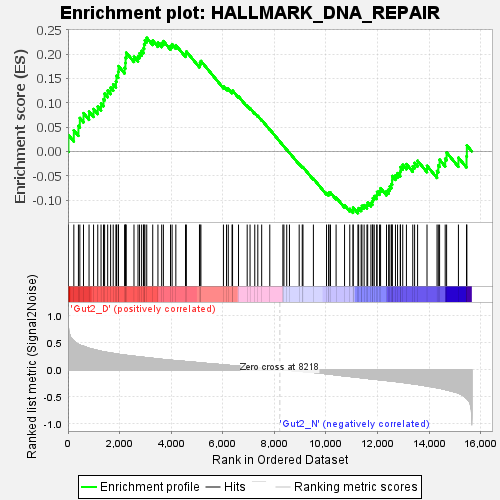 Enrichment plot: HALLMARK_DNA_REPAIR
Enrichment score (ES)
0.25
0.20
0.15
0.10
0.05
0.00
-0.05
-0.10
'Gut2_D' (positively correlated)
Ranked list metric (Signal2Noise)
1.0
0.5
0.0
-0.5
-1.0
Zero cross at 8218
'Gut2_N' (negatively correlated)
0
2,000
4,000
6,000
8,000
10,000
12,000
14,000
16,000
Rank in Ordered Dataset
Enrichment profile
Hits
Ranking metric scores